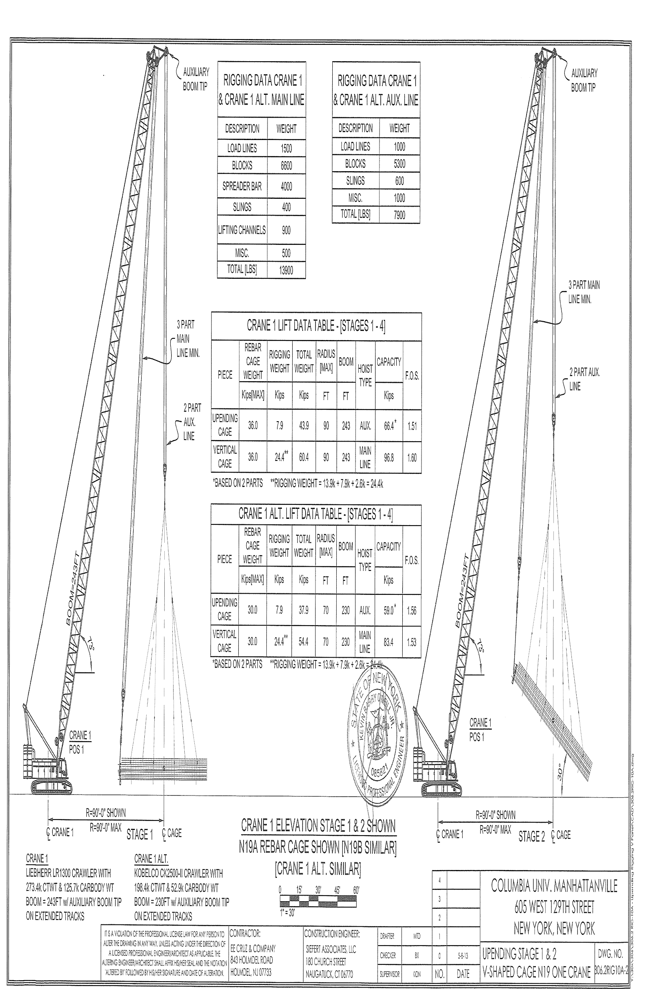 AUXILIARY
BOOM TIP
RIGGING DATA CRANE 1
& CRANE 1 ALT. MAIN LINE
DESCRIPTION WEIGHT
LOAD LINES 1500
BLOCKS 6600
SPREADER BAR 4000
SLINGS 400
LIFTING CHANNELS 900
MISC. 500
TOTAL [LBS] 13900
RIGGING DATA CRANE 1
& CRANE 1 ALT. AUX. LINE
DESCRIPTION WEIGHT
LOAD LINES 1000
BLOCKS 5300
SLINGS 600
MISC. 1000
TOTAL [LBS] 7900
AUXILIARY
BOOM TIP
3 PART
MAIN
LINE MIN.
2 PART
AUX.
LINE
3 PART MAIN
LINE MIN.
2 PART AUX.
LINE
CRANE 1 LIFT DATA TABLE - [STAGES 1 - 4]
PIECE REBAR CAGE WEIGHT RIGGING WEIGHT TOTAL WEIGHT RADIUS [MAX] BOOM HOIST TYPE CAPACITY F.O.S.
Kips[MAX] Kips Kips FT FT Kips
UPENDING CAGE 36.0 7.9 43.9 90 243 AUX. 66.4* 1.51
VERTICAL CAGE 36.0 24.4** 60.4 90 243 MAIN LINE 96.8 1.60
*BASED ON 2 PARTS **RIGGING WEIGHT = 13.9k + 7.9k + 2.6k = 24.4k
CRANE 1 ALT. LIFT DATA TABLE - [STAGES 1 - 4]
PIECE REBAR CAGE WEIGHT RIGGING WEIGHT TOTAL WEIGHT RADIUS [MAX] BOOM HOIST TYPE CAPACITY F.O.S.
Kips[MAX] Kips Kips FT FT Kips
UPENDING CAGE 30.0 7.9 37.9 70 230 AUX. 59.0* 1.56
VERTICAL CAGE 30.0 24.4** 54.4 70 230 MAIN LINE 83.4 1.53
*BASED ON 2 PARTS **RIGGING WEIGHT = 13.9k + 7.9k + 2.6k = 24.4k
BOOM=243FT
73°
CRANE 1
POS 1
BOOM=243FT
73°
CRANE 1
POS 1
30°
STATE OF NEW YORK
KEVIN BARRY O'NEILL JR.
085821
LICENSED PROFESSIONAL ENGINEER
R=90'-0" SHOWN
R=90'-0" MAX
℄ CRANE 1
STAGE 1
℄ CAGE
R=90'-0" SHOWN
R=90'-0" MAX
℄ CRANE 1
STAGE 2
℄ CAGE
CRANE 1 ELEVATION STAGE 1 & 2 SHOWN
N19A REBAR CAGE SHOWN [N19B SIMILAR]
[CRANE 1 ALT. SIMILAR]
0 15' 30' 45' 60'
1" = 30'
CRANE 1
LIEBHERR LR1300 CRAWLER WITH
273.4k CTWT & 125.7k CARBODY WT
BOOM = 243FT w/ AUXILIARY BOOM TIP
ON EXTENDED TRACKS
CRANE 1 ALT.
KOBELCO CK2500-II CRAWLER WITH
198.4k CTWT & 52.9k CARBODY WT
BOOM = 230FT w/ AUXILIARY BOOM TIP
ON EXTENDED TRACKS
IT IS A VIOLATION OF THE PROFESSIONAL LICENSE LAW FOR ANY PERSON TO
ALTER THE DRAWING IN ANY WAY, UNLESS ACTING UNDER THE DIRECTION OF
A LICENSED PROFESSIONAL ENGINEER/ARCHITECT AS APPLICABLE. THE
ALTERING ENGINEER/ARCHITECT SHALL AFFIX HIS/HER SEAL AND THE NOTATION
"ALTERED BY" FOLLOWED BY HIS/HER SIGNATURE AND DATE OF ALTERATION.
CONTRACTOR:
EE CRUZ & COMPANY
843 HOLMDEL ROAD
HOLMDEL, NJ 07733
CONSTRUCTION ENGINEER:
SIEFERT ASSOCIATES, LLC
180 CHURCH STREET
NAUGATUCK, CT 06770
DRAFTER MTD
CHECKER BX
SUPERVISOR KON
4
3
2
1
0 5-8-13
NO. DATE
COLUMBIA UNIV. MANHATTANVILLE
605 WEST 129TH STREET
NEW YORK, NEW YORK
UPENDING STAGE 1 & 2
V-SHAPED CAGE N19 ONE CRANE
DWG. NO.
306.2RIG10A-2
Y:\30x\306\306.2 RIG-10A - Upending Rigging V Panel\CAD\306.2RIG-10A.dwg